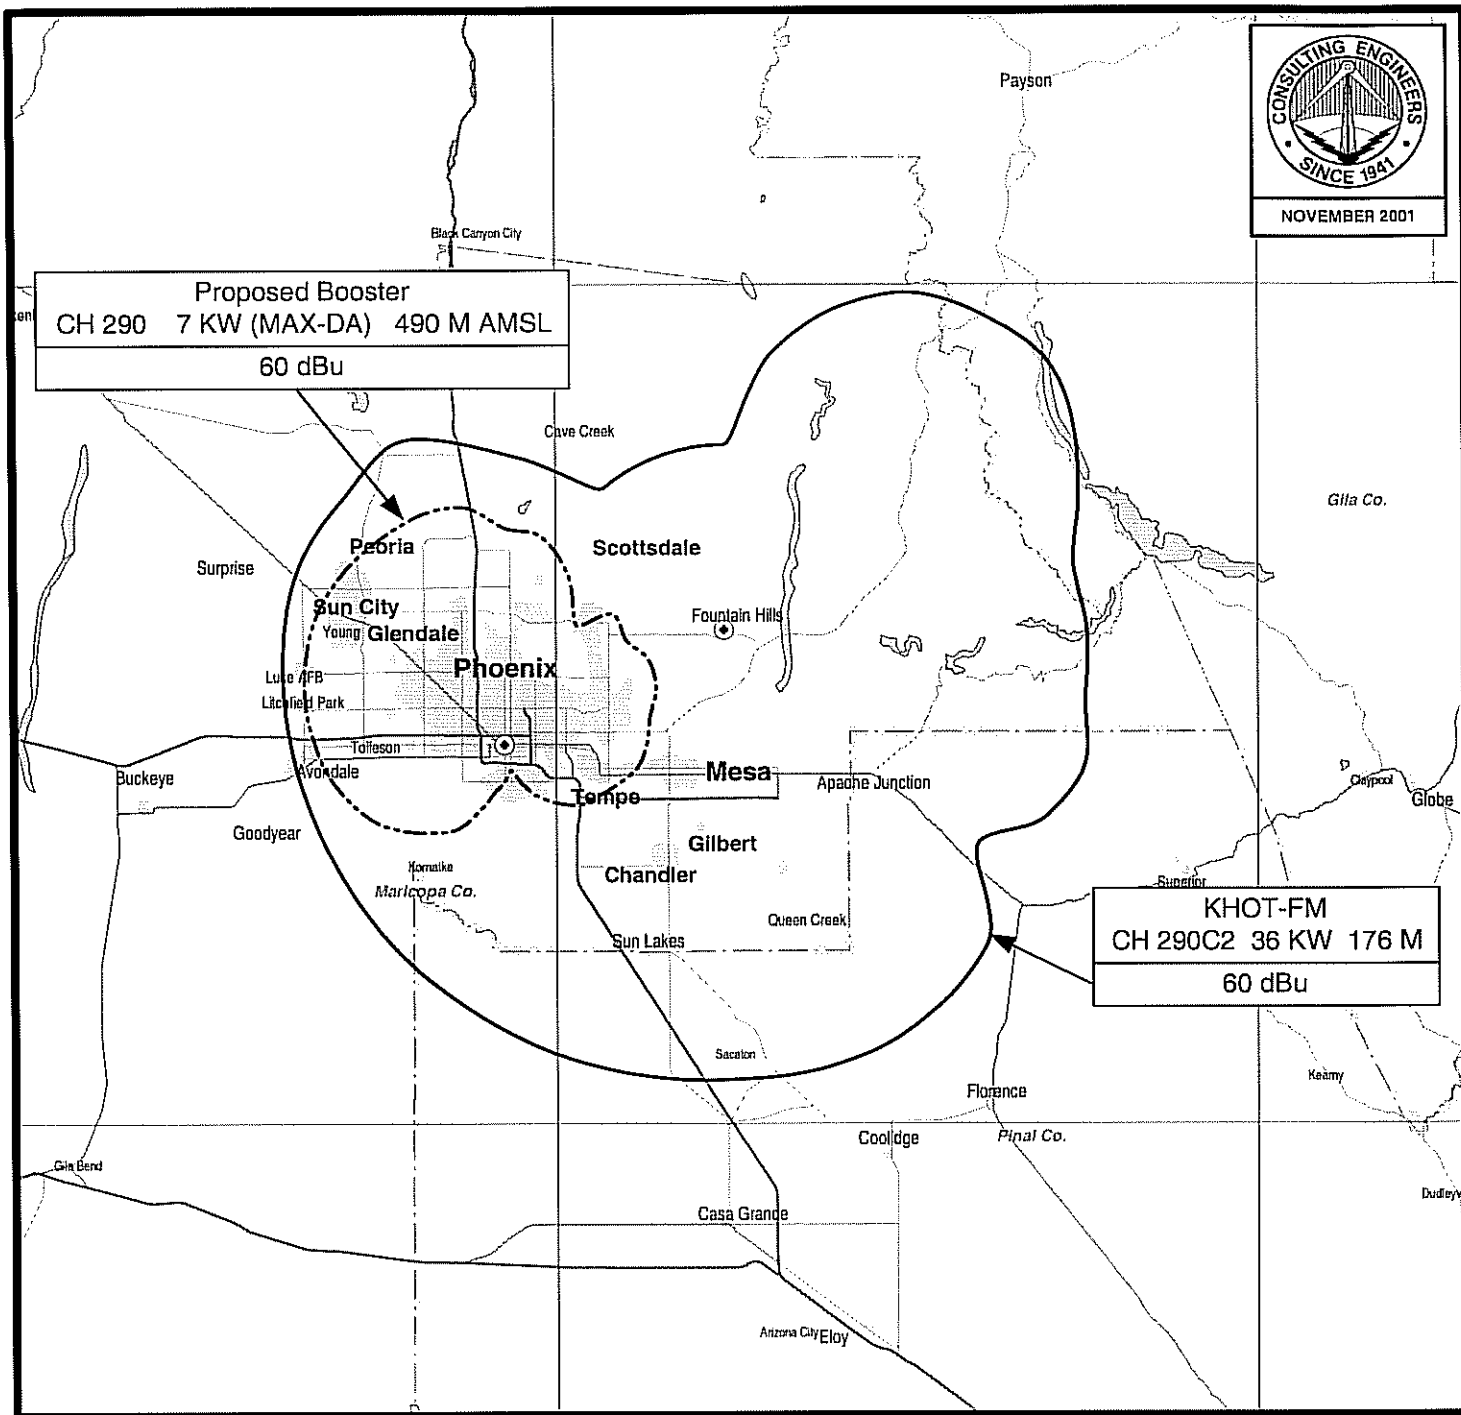 CONSULTING ENGINEERS
SINCE 1941
NOVEMBER 2001
Payson
Black Canyon City
Proposed Booster
CH 290 7 KW (MAX-DA) 490 M AMSL
60 dBu
Cave Creek
Gila Co.
Peoria
Scottsdale
Surprise
Sun City
Fountain Hills
Young
Glendale
Phoenix
Luke AFB
Litchfield Park
Tolleson
Avondale
Mesa
Buckeye
Apache Junction
Claypool
Globe
Tempe
Goodyear
Gilbert
Komatke
Chandler
Superior
Maricopa Co.
KHOT-FM
CH 290C2 36 KW 176 M
60 dBu
Queen Creek
Sun Lakes
Sacaton
Kearny
Florence
Coolidge
Pinal Co.
Gila Bend
Dudleyv
Casa Grande
Arizona City
Eloy